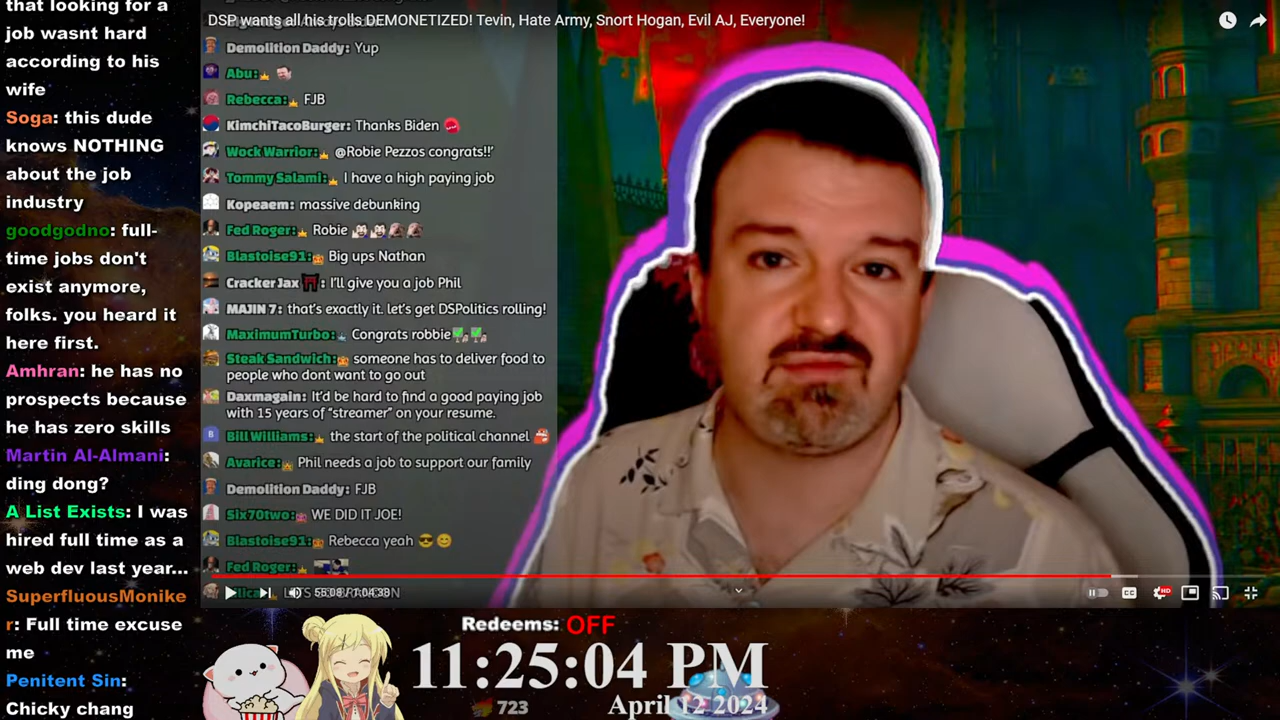 that looking for a
job wasnt hard
according to his
wife
Soga: this dude
knows NOTHING
about the job
industry
goodgodno: full-
time jobs don't
exist anymore,
folks. you heard it
here first.
Amhran: he has no
prospects because
he has zero skills
Martin Al-Almani:
ding dong?
A List Exists: I was
hired full time as a
web dev last year...
SuperfluousMonike
r: Full time excuse
me
Penitent Sin:
Chicky chang
DSP wants all his trolls DEMONETIZED! Tevin, Hate Army, Snort Hogan, Evil AJ, Everyone!
Demolition Daddy: Yup
Abu:
Rebecca: FJB
KimchiTacoBurger: Thanks Biden
Wock Warrior: @Robie Pezzos congrats!!'
Tommy Salami: I have a high paying job
Kopeaem: massive debunking
Fed Roger: Robie
Blastoise91: Big ups Nathan
CrackerJax: I'll give you a job Phil
MAJIN 7: that's exactly it. let's get DSPolitics rolling!
MaximumTurbo: Congrats robbie
Steak Sandwich: someone has to deliver food to
people who dont want to go out
Daxmagain: It'd be hard to find a good paying job
with 15 years of "streamer" on your resume.
B Bill Williams: the start of the political channel
Avarice: Phil needs a job to support our family
Demolition Daddy: FJB
Six70two: WE DID IT JOE!
Blastoise91: Rebecca yeah
Fed Roger:
55:08 / 1:04:38
CC HD
Redeems: OFF
11:25:04 PM
723 April 12 2024